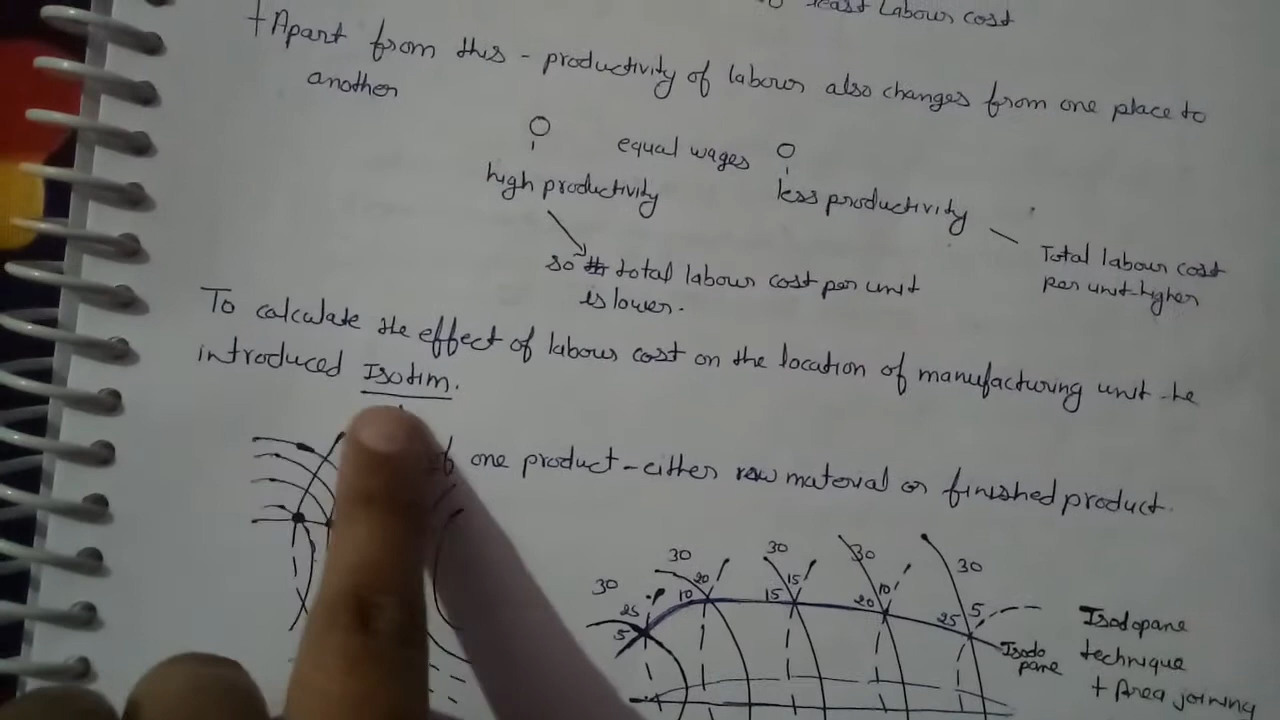 least Labour cost
+ Apart from this - productivity of labour also changes from one place to
another
equal wages
high productivity
less productivity
so total labour cost per unit
is lower.
Total labour cost
per unit higher
To calculate the effect of labour cost on the location of manufacturing unit - he
introduced Isotim.
of one product - either raw material or finished product.
30 30 30 30 30
25 20 15 10 5
5 10 15 20 25
Isodo
pane
Isodopane
technique
+ Area joining